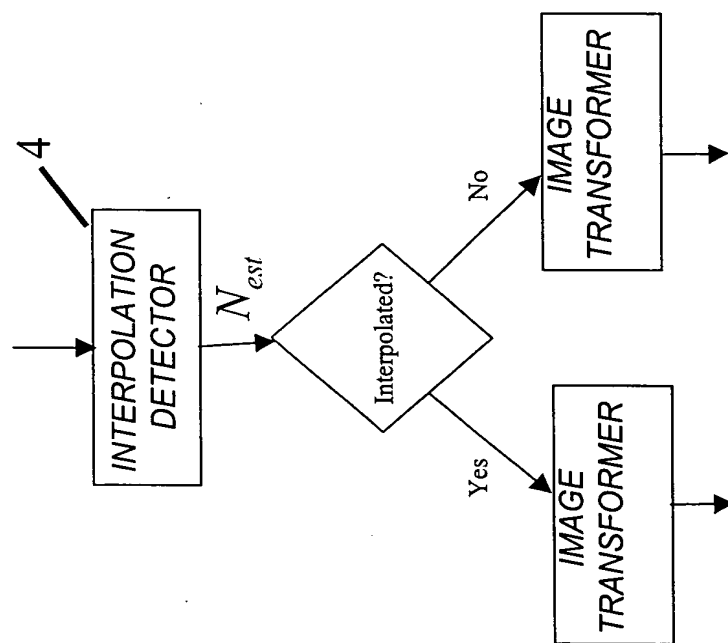 4
INTERPOLATION
DETECTOR
N_est
Interpolated?
Yes
No
IMAGE
TRANSFORMER
IMAGE
TRANSFORMER